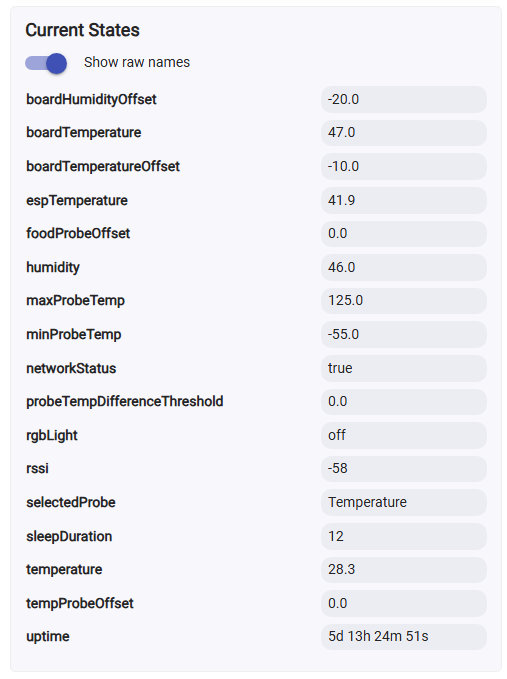 Current States
Show raw names
boardHumidityOffset -20.0
boardTemperature 47.0
boardTemperatureOffset -10.0
espTemperature 41.9
foodProbeOffset 0.0
humidity 46.0
maxProbeTemp 125.0
minProbeTemp -55.0
networkStatus true
probeTempDifferenceThreshold 0.0
rgbLight off
rssi -58
selectedProbe Temperature
sleepDuration 12
temperature 28.3
tempProbeOffset 0.0
uptime 5d 13h 24m 51s